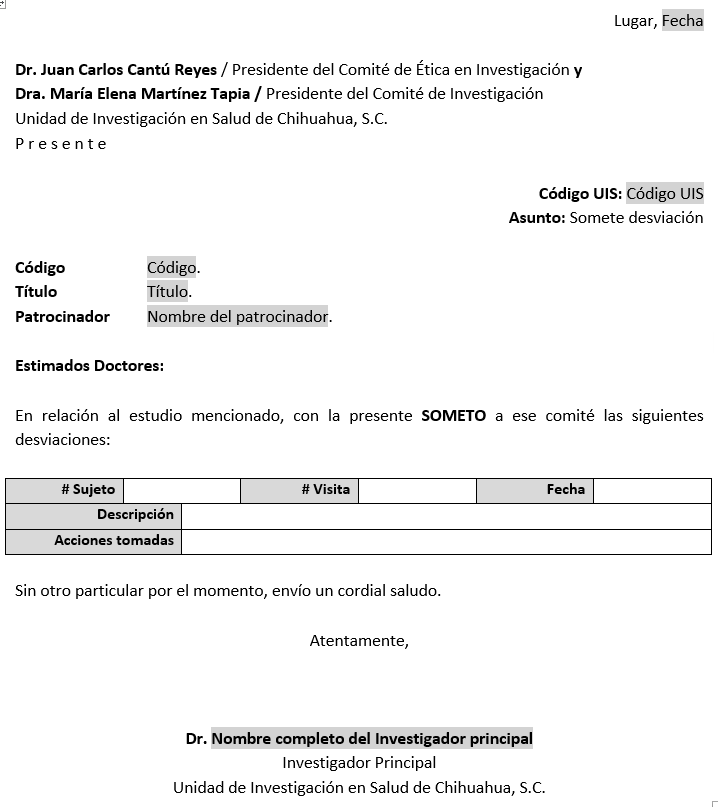 Lugar, Fecha
Dr. Juan Carlos Cantú Reyes / Presidente del Comité de Ética en Investigación y
Dra. María Elena Martínez Tapia / Presidente del Comité de Investigación
Unidad de Investigación en Salud de Chihuahua, S.C.
P r e s e n t e
Código UIS: Código UIS
Asunto: Somete desviación
Código Código.
Título Título.
Patrocinador Nombre del patrocinador.
Estimados Doctores:
En relación al estudio mencionado, con la presente SOMETO a ese comité las siguientes
desviaciones:
# Sujeto # Visita Fecha
Descripción
Acciones tomadas
Sin otro particular por el momento, envío un cordial saludo.
Atentamente,
Dr. Nombre completo del Investigador principal
Investigador Principal
Unidad de Investigación en Salud de Chihuahua, S.C.